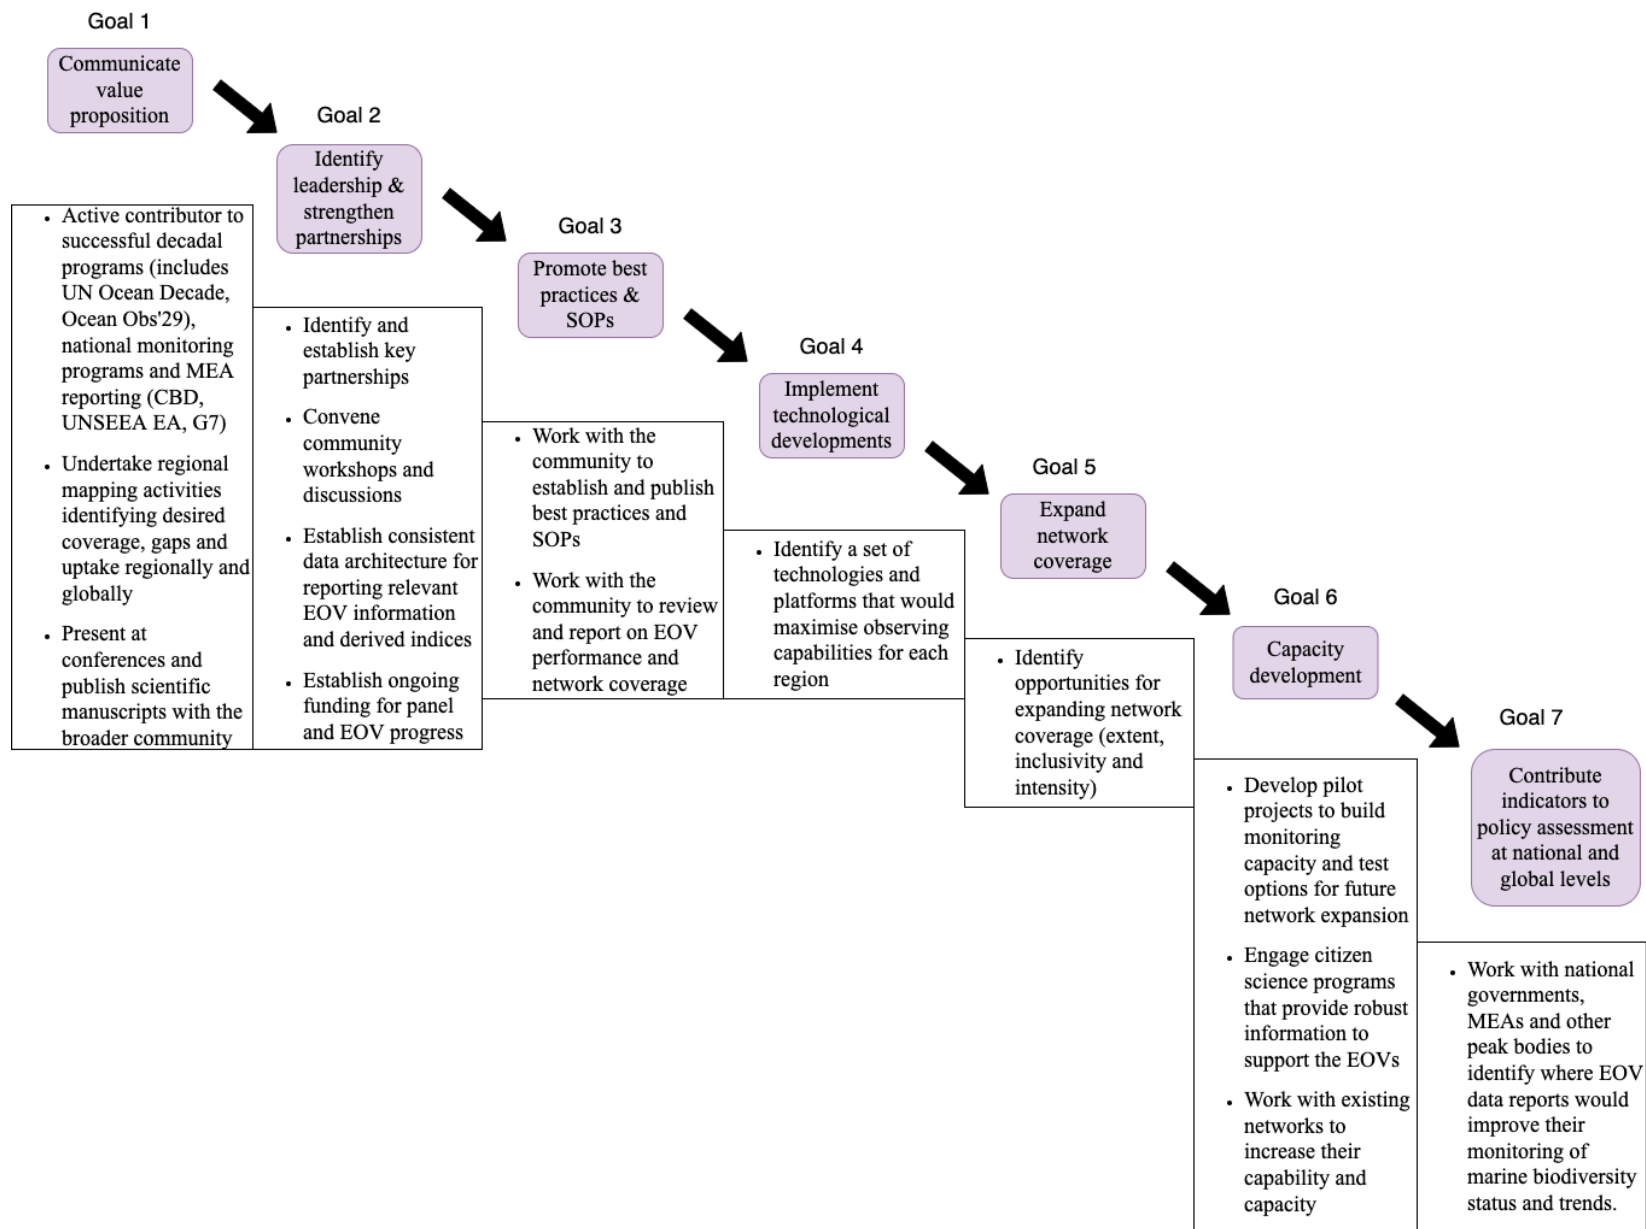 Goal 1
Communicate
value
proposition
• Active contributor to
successful decadal
programs (includes
UN Ocean Decade,
Ocean Obs'29),
national monitoring
programs and MEA
reporting (CBD,
UNSEEA EA, G7)
• Undertake regional
mapping activities
identifying desired
coverage, gaps and
uptake regionally and
globally
• Present at
conferences and
publish scientific
manuscripts with the
broader community
Goal 2
Identify
leadership &
strengthen
partnerships
• Identify and
establish key
partnerships
• Convene
community
workshops and
discussions
• Establish consistent
data architecture for
reporting relevant
EOV information
and derived indices
• Establish ongoing
funding for panel
and EOV progress
Goal 3
Promote best
practices &
SOPs
• Work with the
community to
establish and publish
best practices and
SOPs
• Work with the
community to review
and report on EOV
performance and
network coverage
Goal 4
Implement
technological
developments
• Identify a set of
technologies and
platforms that would
maximise observing
capabilities for each
region
Goal 5
Expand
network
coverage
• Identify
opportunities for
expanding network
coverage (extent,
inclusivity and
intensity)
Goal 6
Capacity
development
• Develop pilot
projects to build
monitoring
capacity and test
options for future
network expansion
• Engage citizen
science programs
that provide robust
information to
support the EOVs
• Work with existing
networks to
increase their
capability and
capacity
Goal 7
Contribute
indicators to
policy assessment
at national and
global levels
• Work with national
governments,
MEAs and other
peak bodies to
identify where EOV
data reports would
improve their
monitoring of
marine biodiversity
status and trends.